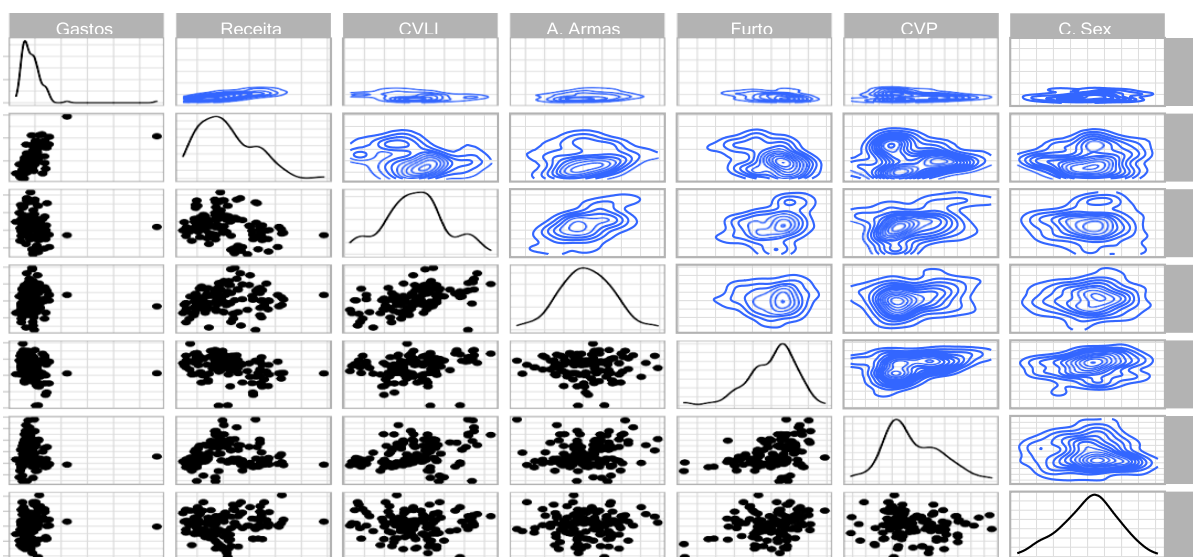 Gastos
Receita
CVLI
A. Armas
Furto
CVP
C. Sex